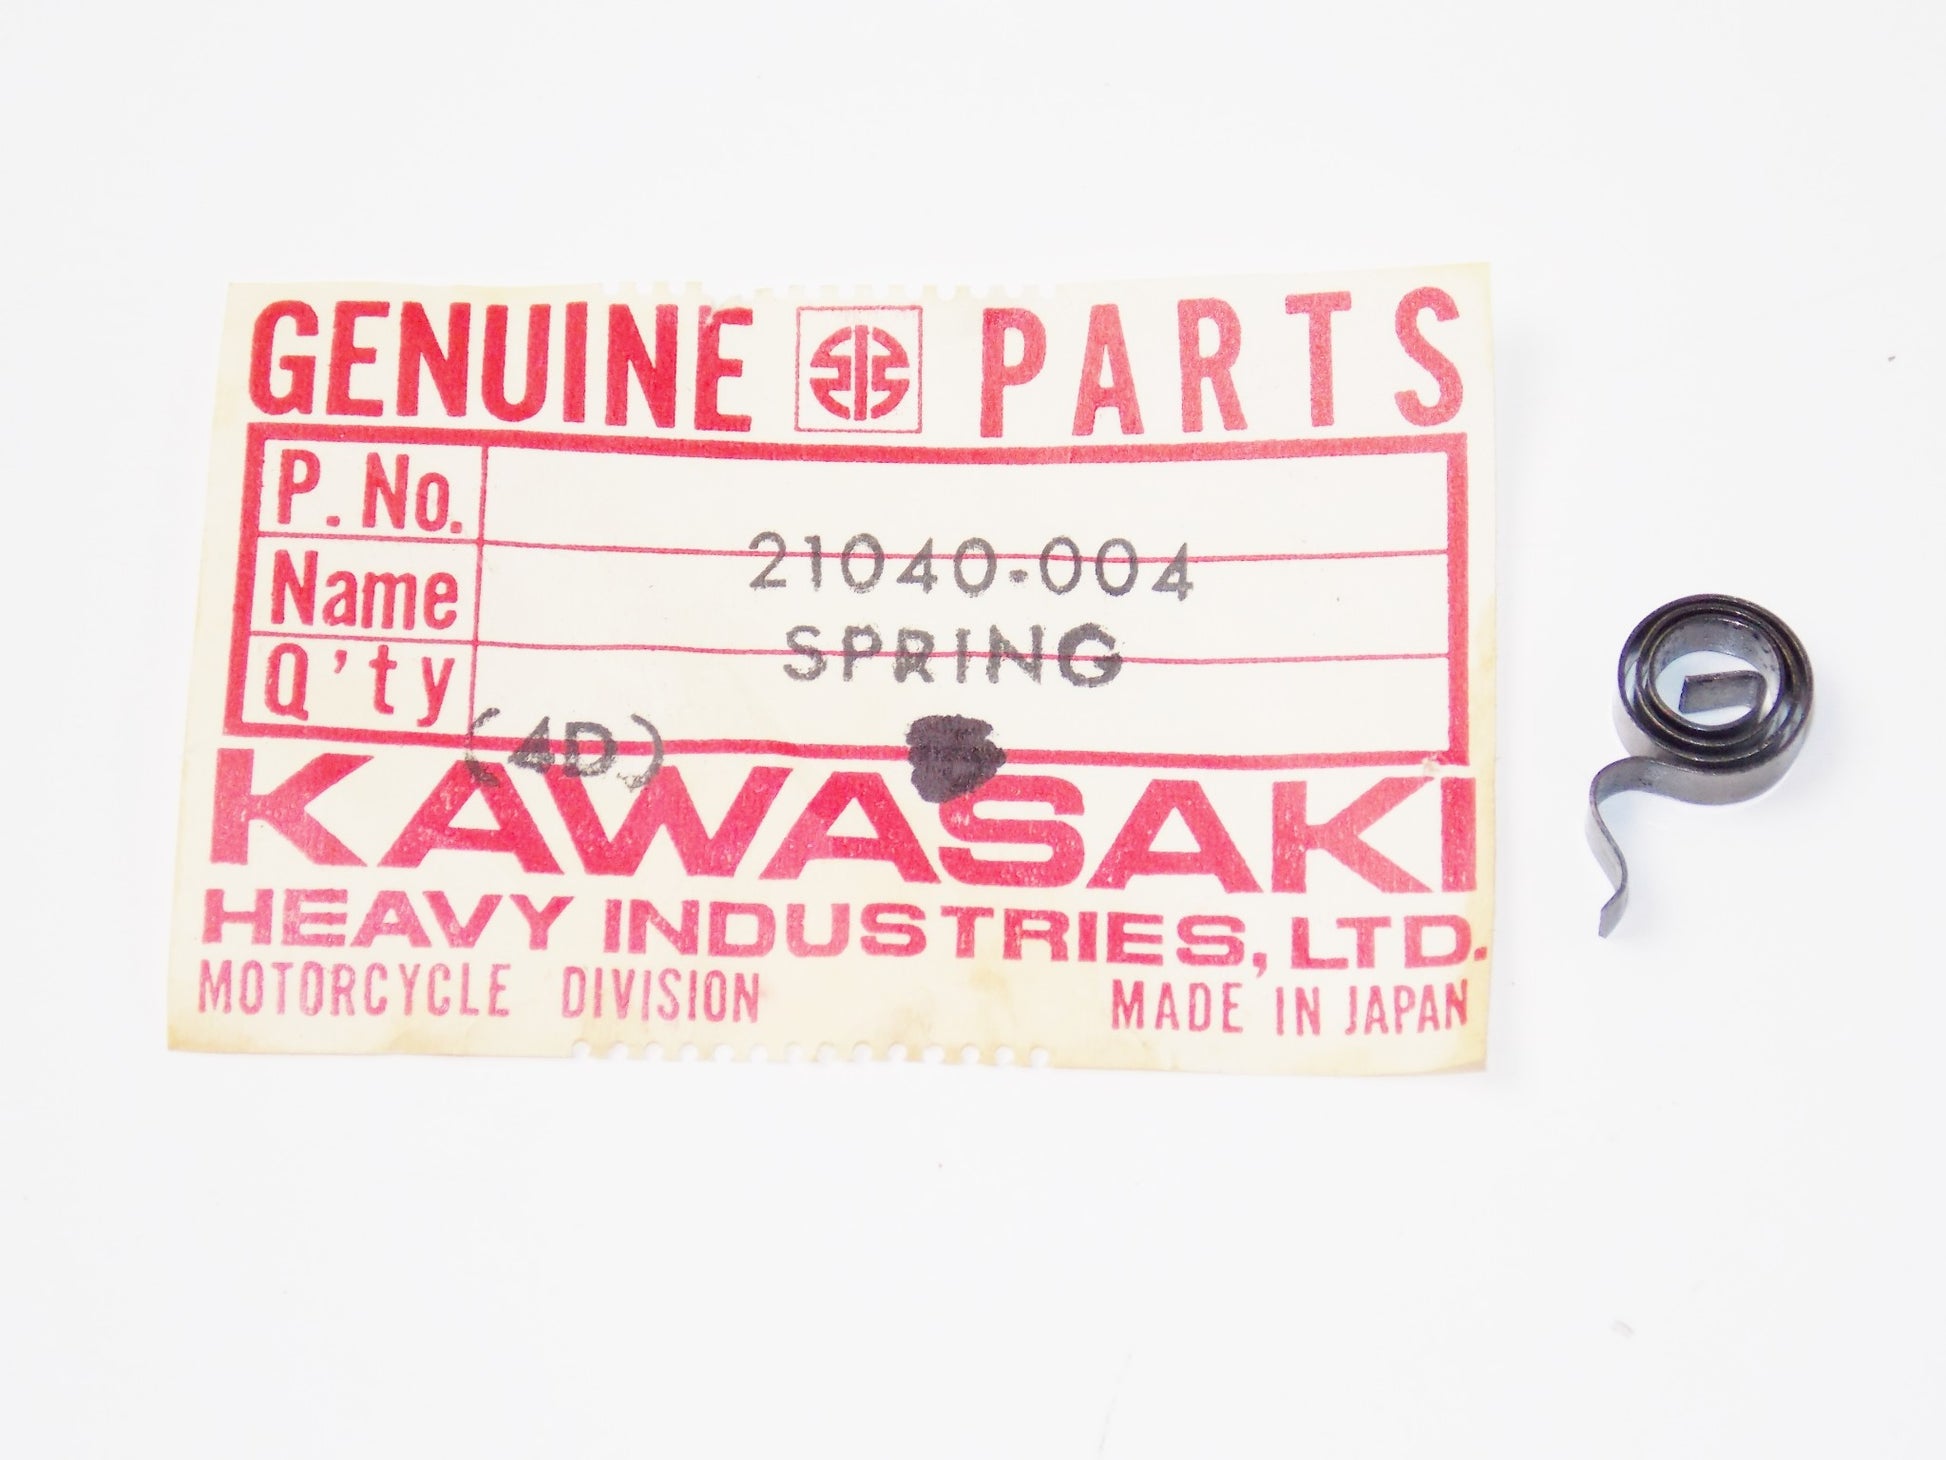 GENUINE PARTS
P. No.
21040-004
Name
SPRING
Q'ty
(4D)
KAWASAKI
HEAVY INDUSTRIES, LTD.
MOTORCYCLE DIVISION MADE IN JAPAN